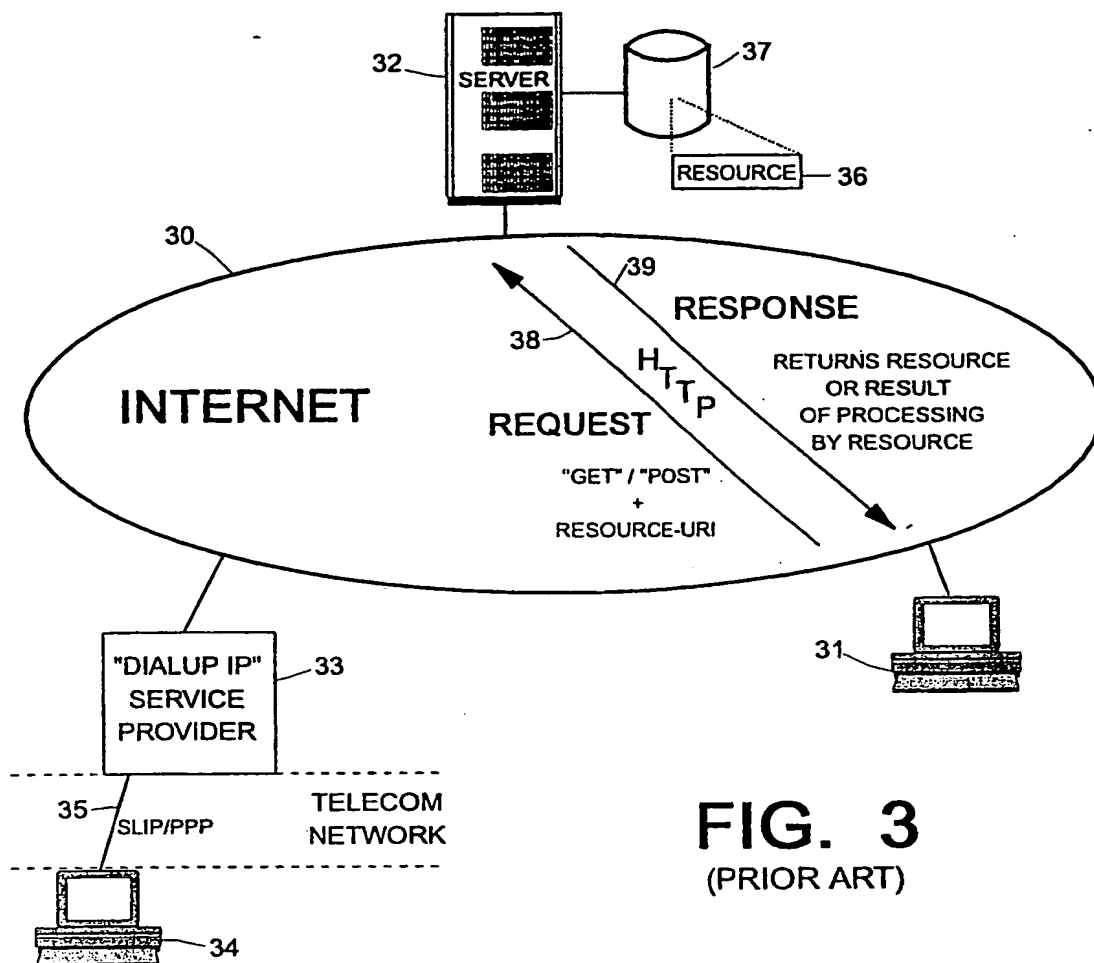 32
SERVER
37
RESOURCE
36
30
39
RESPONSE
38
HTTP
RETURNS RESOURCE
OR RESULT
OF PROCESSING
BY RESOURCE
INTERNET
REQUEST
"GET" / "POST"
+
RESOURCE-URI
31
"DIALUP IP"
SERVICE
PROVIDER
33
35
SLIP/PPP
TELECOM
NETWORK
34
FIG. 3
(PRIOR ART)